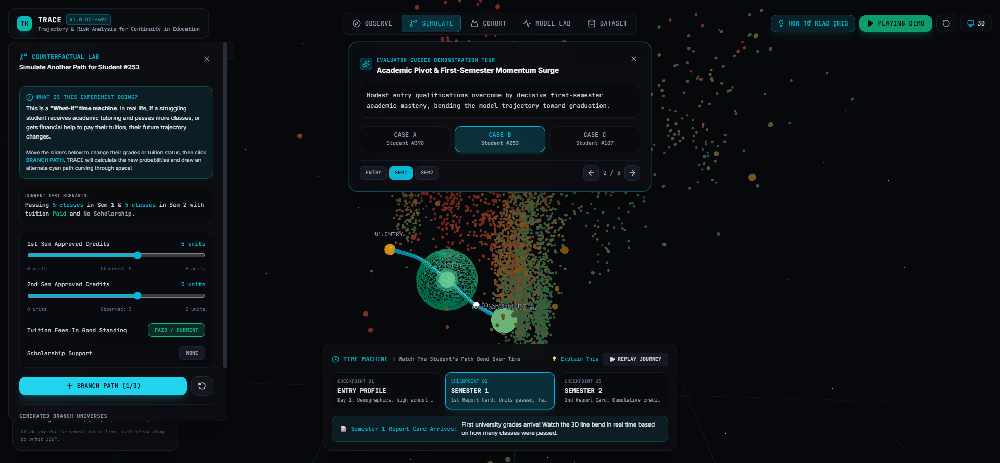 TR
TRACE
V1.0 UCI-697
Trajectory & Risk Analysis for Continuity in Education
OBSERVE
SIMULATE
COHORT
MODEL LAB
DATASET
HOW TO READ THIS
PLAYING DEMO
3D
COUNTERFACTUAL LAB
Simulate Another Path for Student #253
WHAT IS THIS EXPERIMENT DOING?
This is a "What-If" time machine. In real life, if a struggling
student receives academic tutoring and passes more classes, or
gets financial help to pay their tuition, their future trajectory
changes.
Move the sliders below to change their grades or tuition status, then click
BRANCH PATH. TRACE will calculate the new probabilities and draw an
alternate cyan path curving through space!
CURRENT TEST SCENARIO:
Passing 5 classes in Sem 1 & 5 classes in Sem 2 with
tuition Paid and No Scholarship.
1st Sem Approved Credits
5 units
0 units
Observed: 5
8 units
2nd Sem Approved Credits
5 units
0 units
Observed: 5
8 units
Tuition Fees In Good Standing
PAID / CURRENT
Scholarship Support
NONE
+ BRANCH PATH (1/3)
GENERATED BRANCH UNIVERSES
Click any dot to reveal their line. Left-click drag
to orbit 360°.
EVALUATOR GUIDED DEMONSTRATION TOUR
Academic Pivot & First-Semester Momentum Surge
Modest entry qualifications overcome by decisive first-semester
academic mastery, bending the model trajectory toward graduation.
CASE A
Student #390
CASE B
Student #253
CASE C
Student #107
ENTRY
SEM1
SEM2
2 / 3
01: ENTRY
03: SEMESTER 2
TIME MACHINE | Watch The Student's Path Bend Over Time
Explain This
REPLAY JOURNEY
CHECKPOINT 01
ENTRY PROFILE
Day 1: Demographics, high school …
CHECKPOINT 02
SEMESTER 1
1st Report Card: Units passed, fa…
CHECKPOINT 03
SEMESTER 2
2nd Report Card: Cumulative credi…
Semester 1 Report Card Arrives:
First university grades arrive! Watch the 3D line bend in real time based
on how many classes were passed.